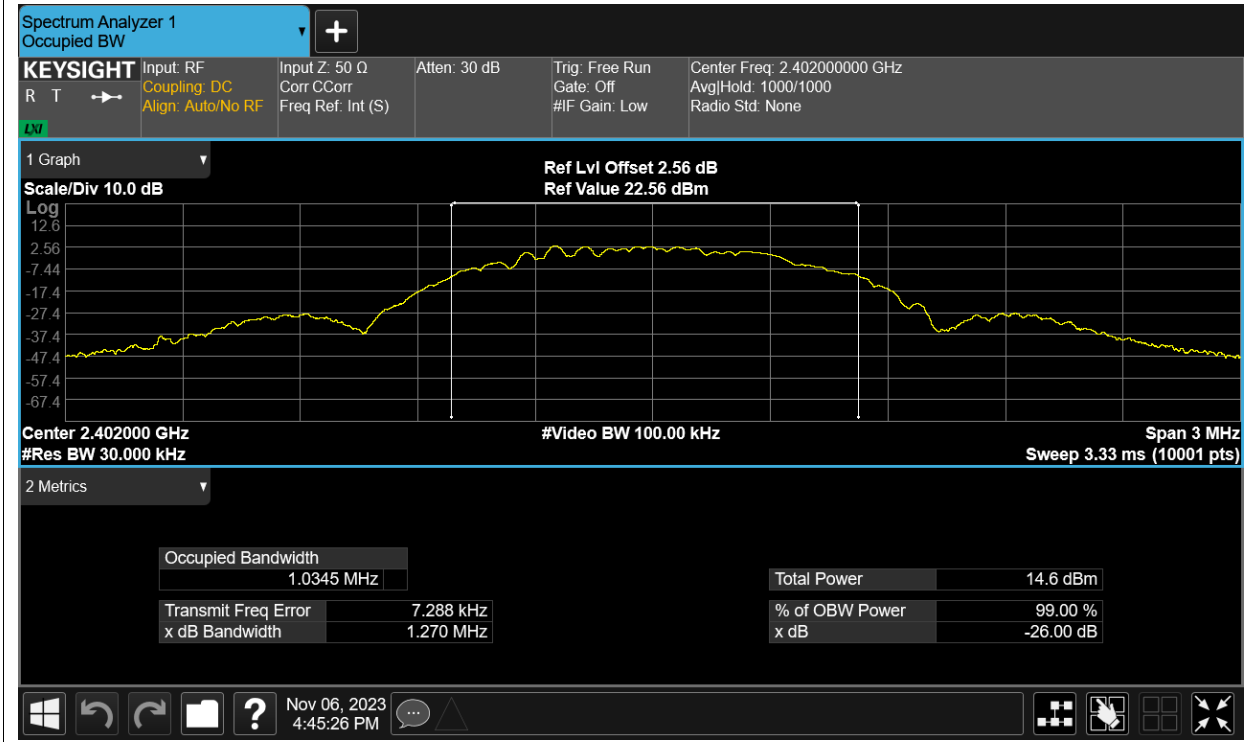 Spectrum Analyzer 1
Occupied BW
KEYSIGHT
R T
LXI
Input: RF
Coupling: DC
Align: Auto/No RF
Input Z: 50 Ω
Corr CCorr
Freq Ref: Int (S)
Atten: 30 dB
Trig: Free Run
Gate: Off
#IF Gain: Low
Center Freq: 2.402000000 GHz
Avg|Hold: 1000/1000
Radio Std: None
1 Graph
Scale/Div 10.0 dB
Ref Lvl Offset 2.56 dB
Ref Value 22.56 dBm
Log
12.6
2.56
-7.44
-17.4
-27.4
-37.4
-47.4
-57.4
-67.4
Center 2.402000 GHz
#Res BW 30.000 kHz
#Video BW 100.00 kHz
Span 3 MHz
Sweep 3.33 ms (10001 pts)
2 Metrics
Occupied Bandwidth
1.0345 MHz
Transmit Freq Error 7.288 kHz
x dB Bandwidth 1.270 MHz
Total Power 14.6 dBm
% of OBW Power 99.00 %
x dB -26.00 dB
?
Nov 06, 2023
4:45:26 PM